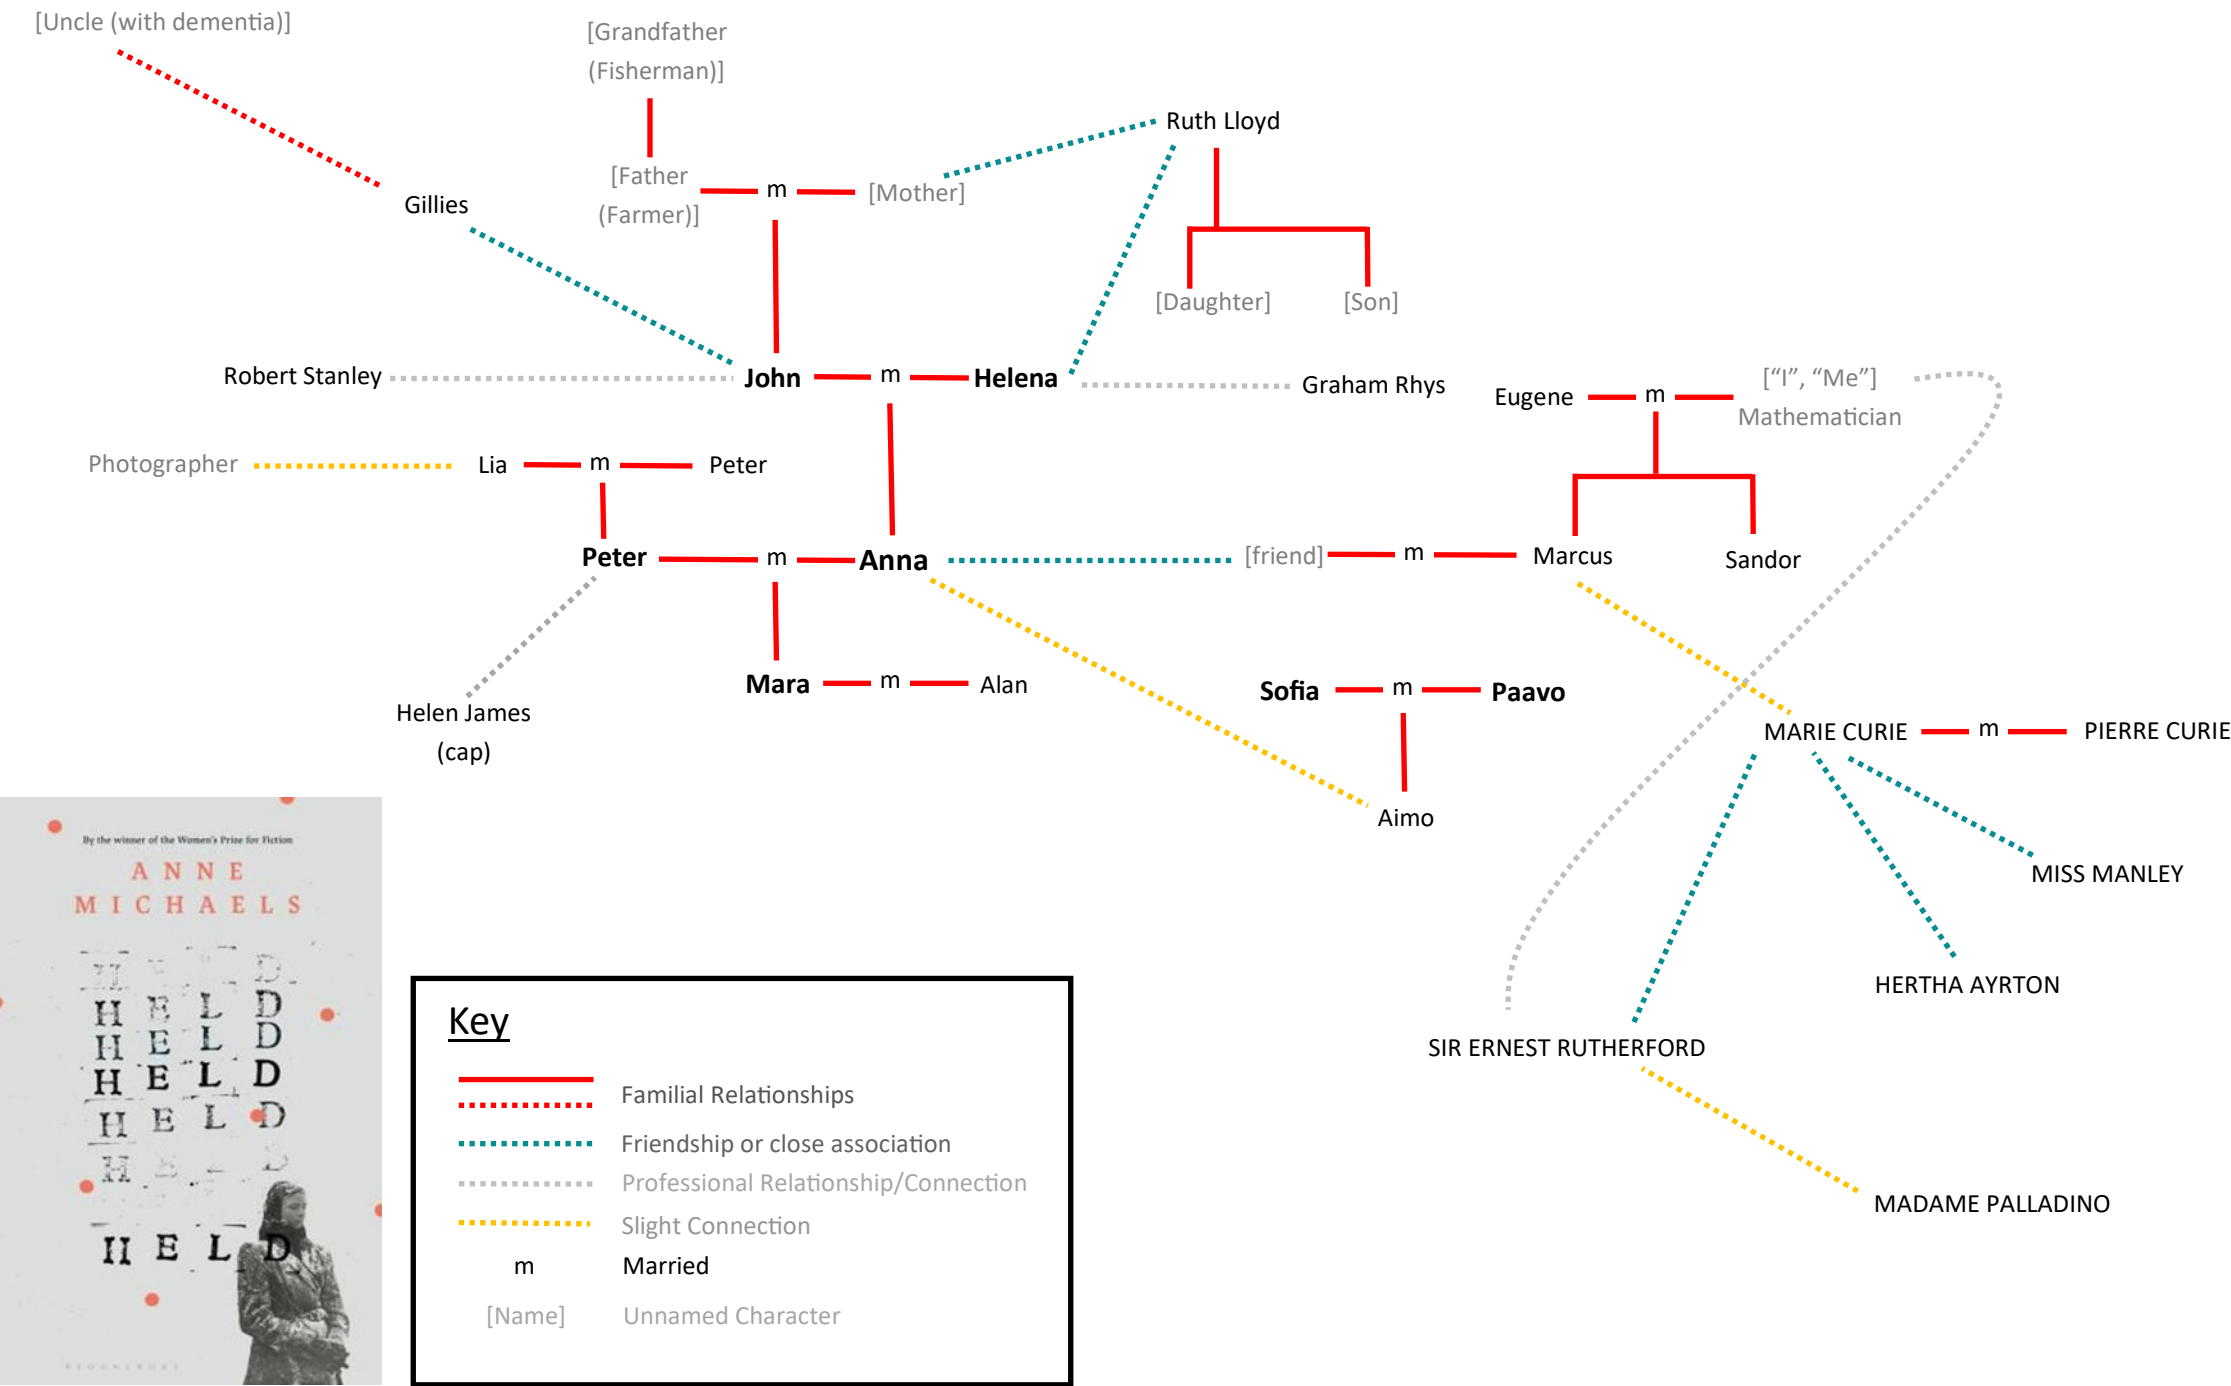 [Uncle (with dementia)]
[Grandfather
(Fisherman)]
Ruth Lloyd
[Father
(Farmer)]
m
[Mother]
Gillies
[Daughter]
[Son]
Robert Stanley
John
m
Helena
Graham Rhys
Eugene
m
["I", "Me"]
Mathematician
Photographer
Lia
m
Peter
Peter
m
Anna
[friend]
m
Marcus
Sandor
Mara
m
Alan
Sofia
m
Paavo
Helen James
(cap)
MARIE CURIE
m
PIERRE CURIE
Aimo
MISS MANLEY
HERTHA AYRTON
SIR ERNEST RUTHERFORD
MADAME PALLADINO
By the winner of the Women's Prize for Fiction
ANNE
MICHAELS
HELD
HELD
HELD
HELD
HELD
HELD
HELD
BLOOMSBURY
Key
Familial Relationships
Friendship or close association
Professional Relationship/Connection
Slight Connection
m Married
[Name] Unnamed Character